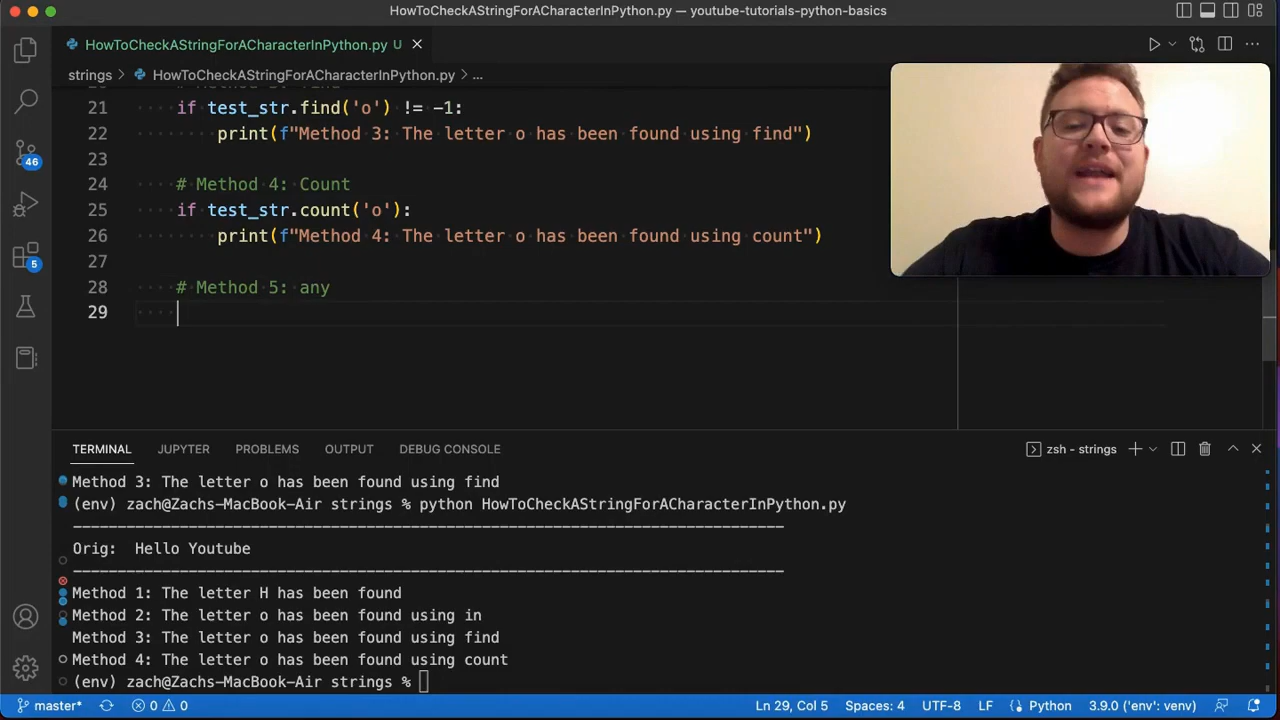 HowToCheckAStringForACharacterInPython.py — youtube-tutorials-python-basics
HowToCheckAStringForACharacterInPython.py U
strings > HowToCheckAStringForACharacterInPython.py > ...
21 if test_str.find('o') != -1:
22 print(f"Method 3: The letter o has been found using find")
23
24 # Method 4: Count
25 if test_str.count('o'):
26 print(f"Method 4: The letter o has been found using count")
27
28 # Method 5: any
29
46
5
TERMINAL JUPYTER PROBLEMS OUTPUT DEBUG CONSOLE zsh - strings
Method 3: The letter o has been found using find
(env) zach@Zachs-MacBook-Air strings % python HowToCheckAStringForACharacterInPython.py
--------------------------------------------------------------------------------
Orig:  Hello Youtube
--------------------------------------------------------------------------------
Method 1: The letter H has been found
Method 2: The letter o has been found using in
Method 3: The letter o has been found using find
Method 4: The letter o has been found using count
(env) zach@Zachs-MacBook-Air strings %
master* 0 0 Ln 29, Col 5 Spaces: 4 UTF-8 LF Python 3.9.0 ('env': venv)